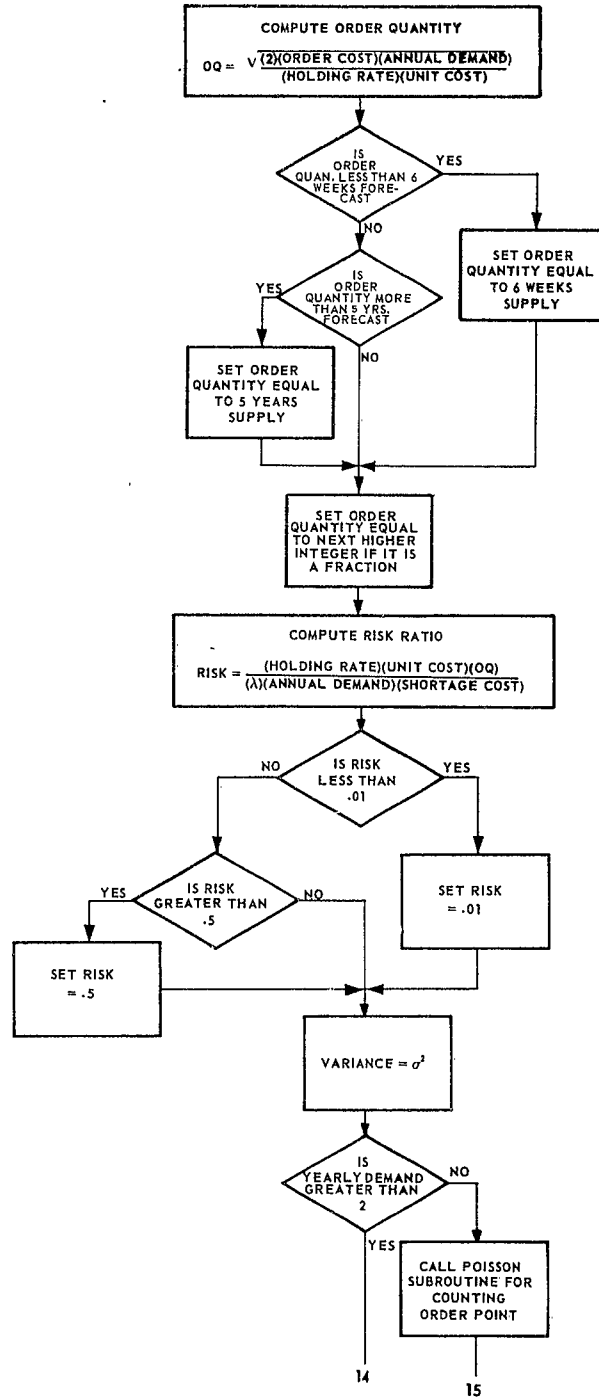 COMPUTE ORDER QUANTITY
OQ = √ (2)(ORDER COST)(ANNUAL DEMAND)
(HOLDING RATE)(UNIT COST)
IS
ORDER
QUAN. LESS THAN 6
WEEKS FORE-
CAST
YES
NO
SET ORDER
QUANTITY EQUAL
TO 6 WEEKS
SUPPLY
IS
ORDER
QUANTITY MORE
THAN 5 YRS.
FORECAST
YES
NO
SET ORDER
QUANTITY EQUAL
TO 5 YEARS
SUPPLY
SET ORDER
QUANTITY EQUAL
TO NEXT HIGHER
INTEGER IF IT IS
A FRACTION
COMPUTE RISK RATIO
RISK = (HOLDING RATE)(UNIT COST)(OQ)
(λ)(ANNUAL DEMAND)(SHORTAGE COST)
NO
IS RISK
LESS THAN
.01
YES
YES
IS RISK
GREATER THAN
.5
NO
SET RISK
= .01
SET RISK
= .5
VARIANCE = σ²
IS
YEARLY DEMAND
GREATER THAN
2
NO
YES
CALL POISSON
SUBROUTINE FOR
COUNTING
ORDER POINT
14
15